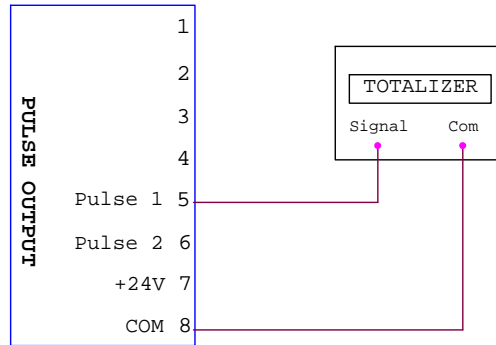 PULSE OUTPUT
1
2
3
4
Pulse 1 5
Pulse 2 6
+24V 7
COM 8
TOTALIZER
Signal Com